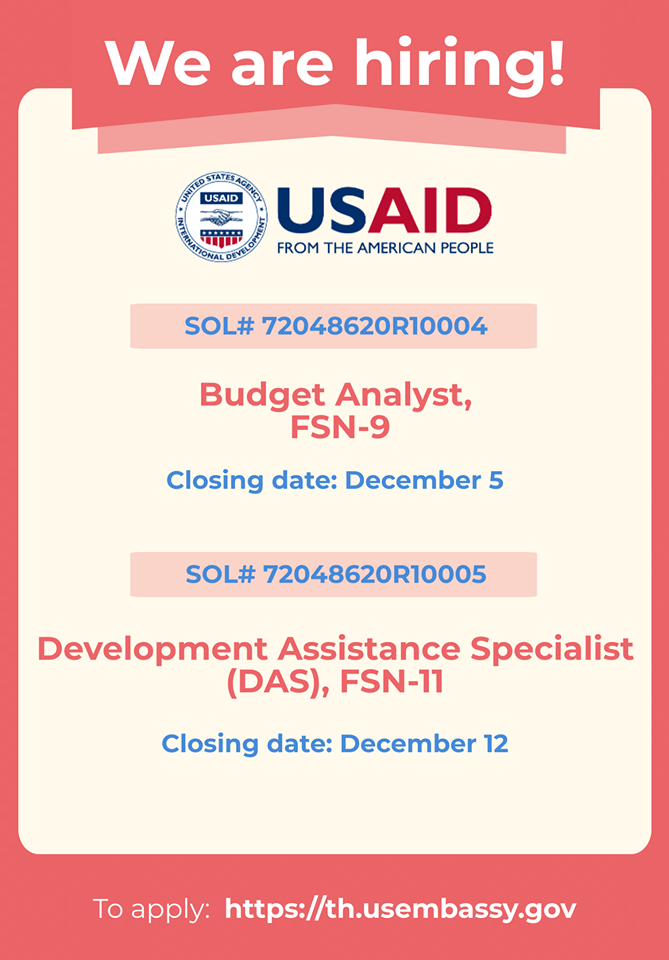 We are hiring!
UNITED STATES AGENCY
USAID
INTERNATIONAL DEVELOPMENT
USAID
FROM THE AMERICAN PEOPLE
SOL# 72048620R10004
Budget Analyst,
FSN-9
Closing date: December 5
SOL# 72048620R10005
Development Assistance Specialist
(DAS), FSN-11
Closing date: December 12
To apply: https://th.usembassy.gov